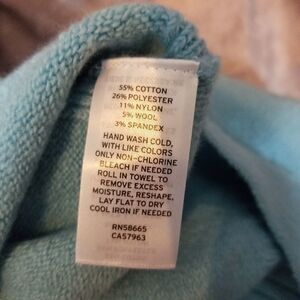 55% COTTON
26% POLYESTER
11% NYLON
5% WOOL
3% SPANDEX
HAND WASH COLD,
WITH LIKE COLORS
ONLY NON-CHLORINE
BLEACH IF NEEDED
ROLL IN TOWEL TO
REMOVE EXCESS
MOISTURE, RESHAPE,
LAY FLAT TO DRY
COOL IRON IF NEEDED
RN58665
CA57963